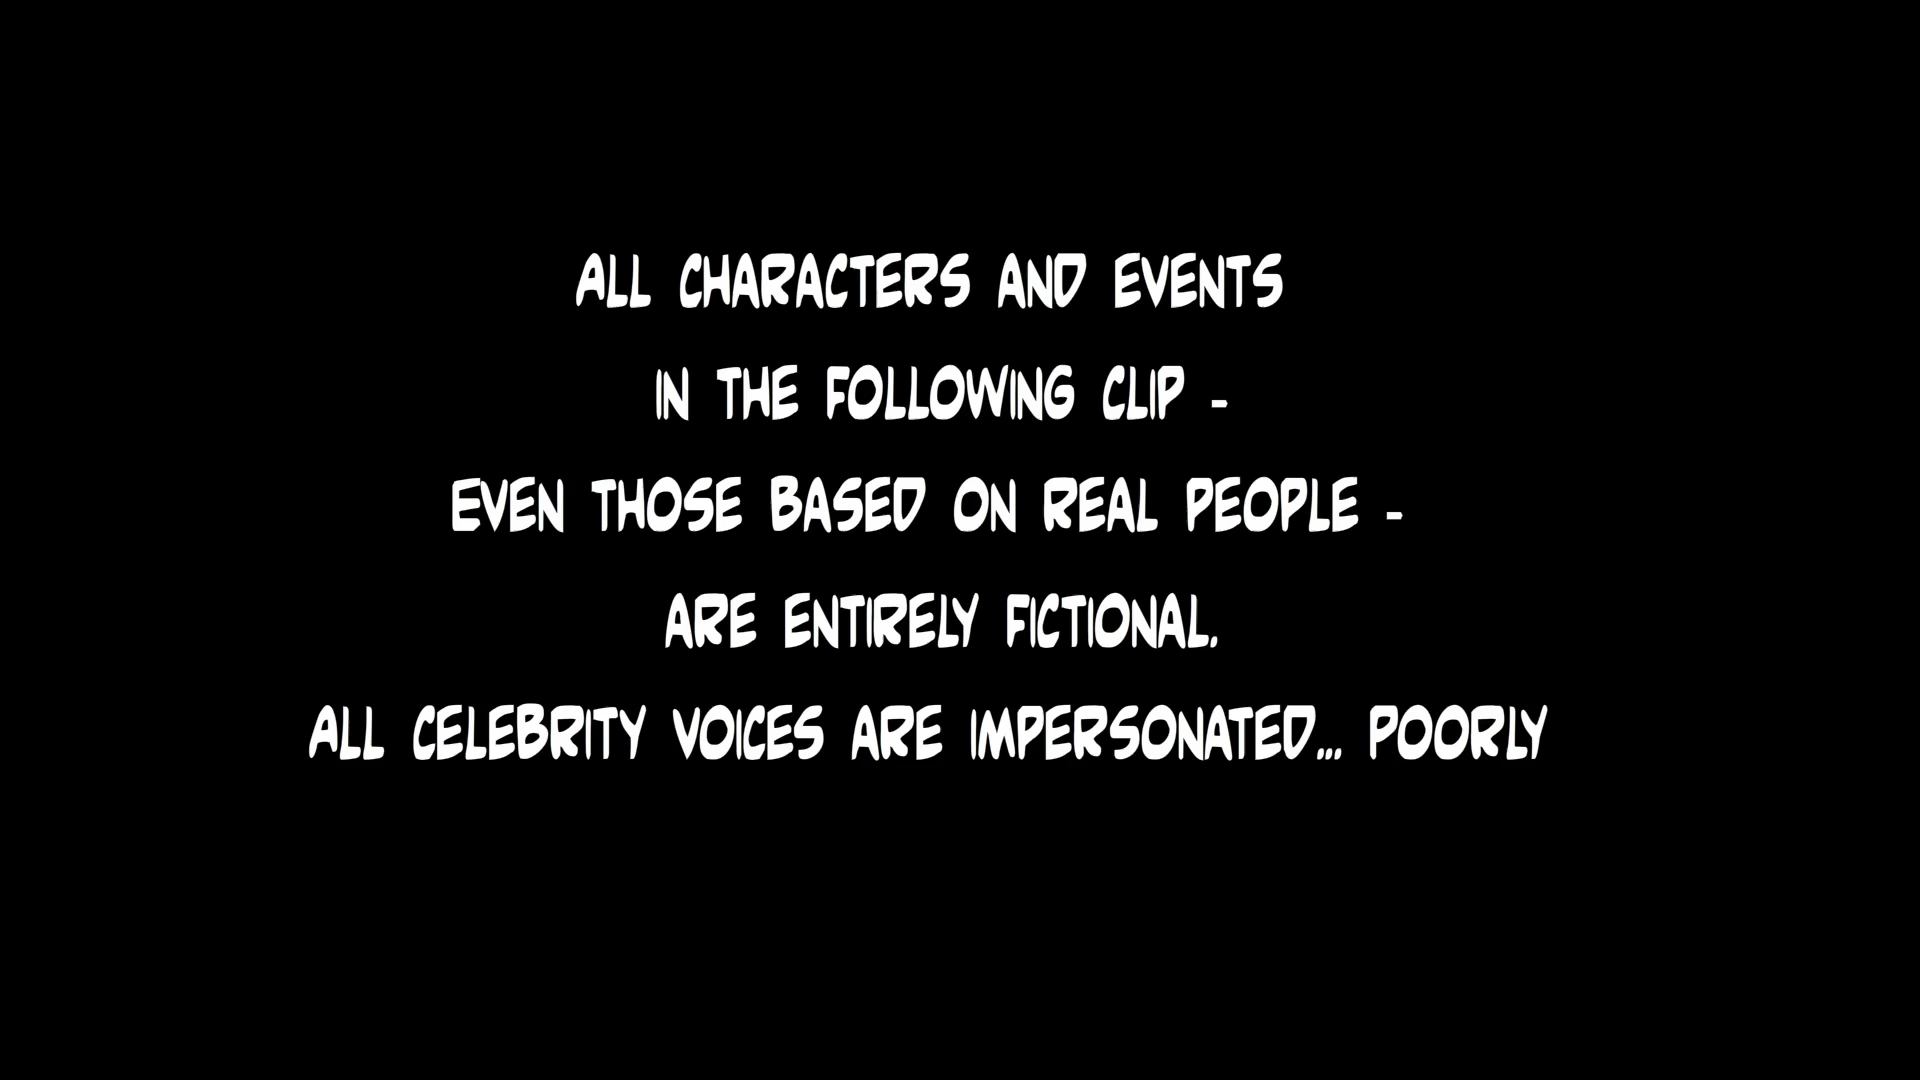 ALL CHARACTERS AND EVENTS
IN THE FOLLOWING CLIP -
EVEN THOSE BASED ON REAL PEOPLE -
ARE ENTIRELY FICTIONAL.
ALL CELEBRITY VOICES ARE IMPERSONATED... POORLY